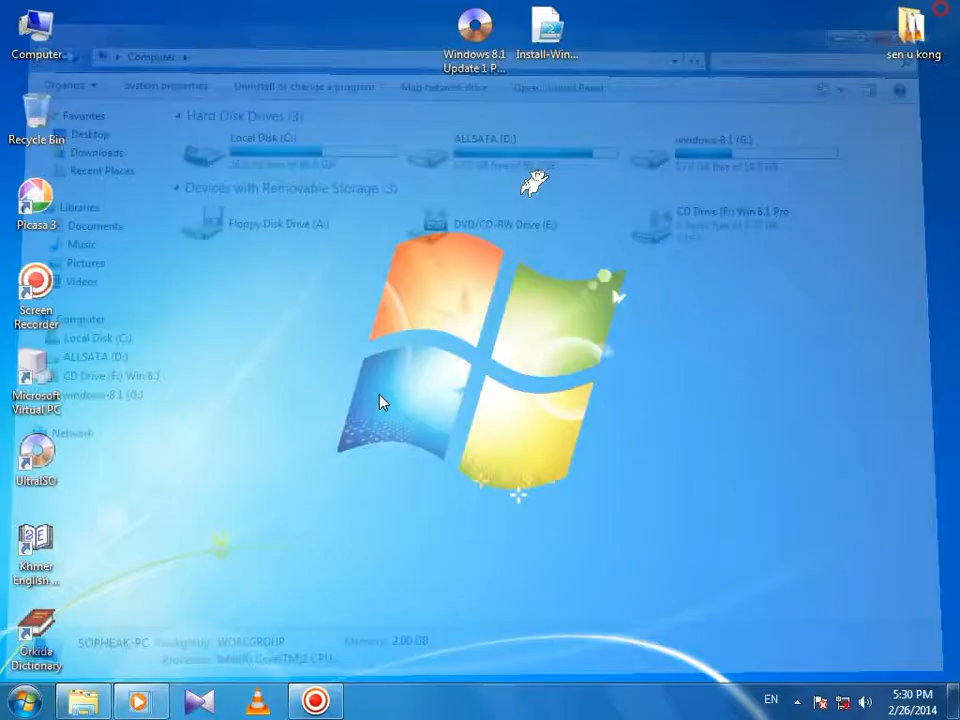 Computer
Windows 8.1
Update 1 P...
Install-Win...
sen u kong
Computer
Organize
System properties
Uninstall or change a program
Map network drive
Open Control Panel
Favorites
Desktop
Downloads
Recent Places
Libraries
Documents
Music
Pictures
Videos
Computer
Local Disk (C:)
ALLSATA (D:)
CD Drive (F:) Win 8.1
windows-8.1 (G:)
Network
Hard Disk Drives (3)
Local Disk (C:)
ALLSATA (D:)
windows-8.1 (G:)
Devices with Removable Storage (3)
Floppy Disk Drive (A:)
DVD/CD-RW Drive (E:)
CD Drive (F:) Win 8.1 Pro
Recycle Bin
Picasa 3
Screen
Recorder
Microsoft
Virtual PC
UltraISO
Khmer
English ...
Orkida
Dictionary
SOPHEAK-PC
Workgroup: WORKGROUP
Memory: 2.00 GB
Processor: Intel(R) Core(TM)2 CPU
EN
5:30 PM
2/26/2014